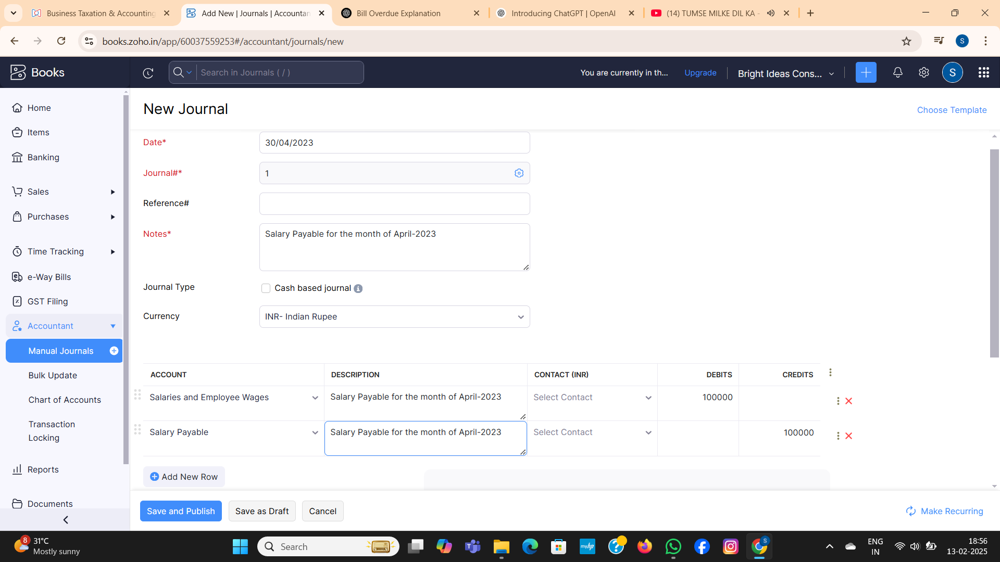 Business Taxation & Accounting
Add New | Journals | Accountan
Bill Overdue Explanation
Introducing ChatGPT | OpenAI
(14) TUMSE MILKE DIL KA -
books.zoho.in/app/60037559253#/accountant/journals/new
S
Books
Search in Journals ( / )
You are currently in th...
Upgrade
Bright Ideas Cons...
S
Home
Items
Banking
Sales
Purchases
Time Tracking
e-Way Bills
GST Filing
Accountant
Manual Journals
Bulk Update
Chart of Accounts
Transaction
Locking
Reports
Documents
New Journal
Choose Template
Date*
30/04/2023
Journal#*
1
Reference#
Notes*
Salary Payable for the month of April-2023
Journal Type
Cash based journal
Currency
INR- Indian Rupee
ACCOUNT DESCRIPTION CONTACT (INR) DEBITS CREDITS
Salaries and Employee Wages Salary Payable for the month of April-2023 Select Contact 100000
Salary Payable Salary Payable for the month of April-2023 Select Contact 100000
Add New Row
Save and Publish
Save as Draft
Cancel
Make Recurring
8
31°C
Mostly sunny
Search
myhp
S
ENG
IN
18:56
13-02-2025